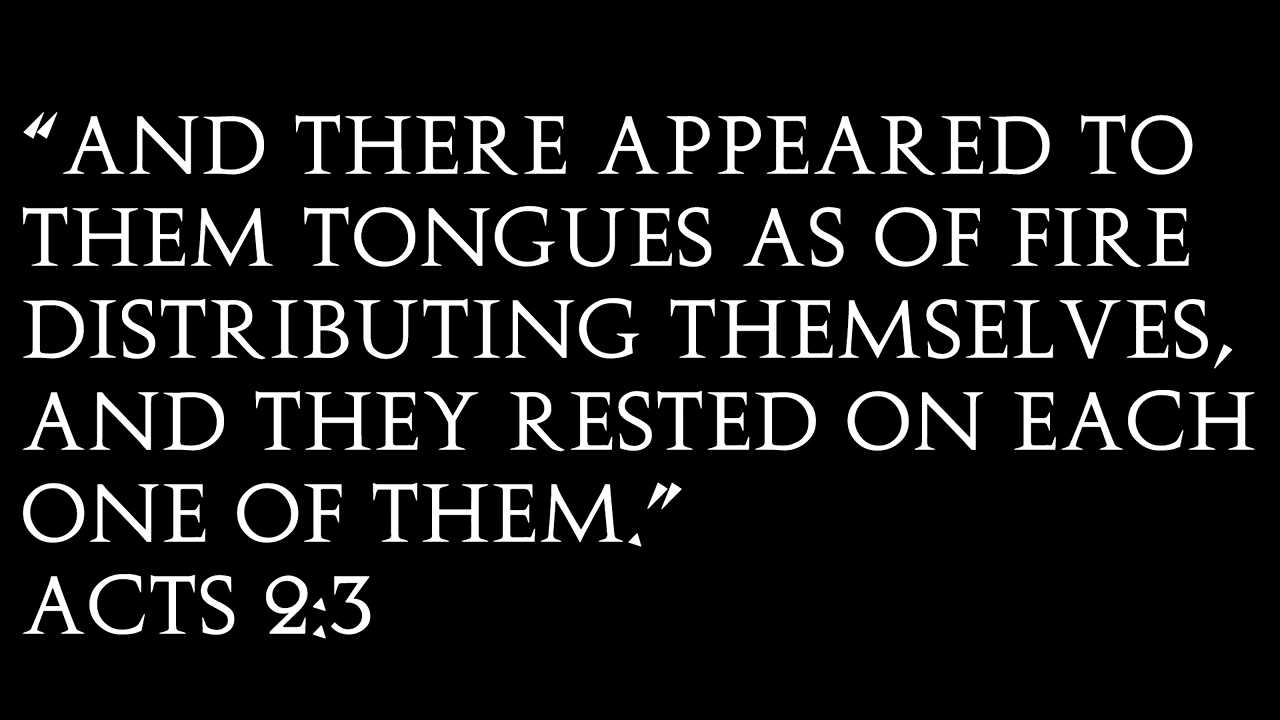 “AND THERE APPEARED TO
THEM TONGUES AS OF FIRE
DISTRIBUTING THEMSELVES,
AND THEY RESTED ON EACH
ONE OF THEM.”
ACTS 2:3